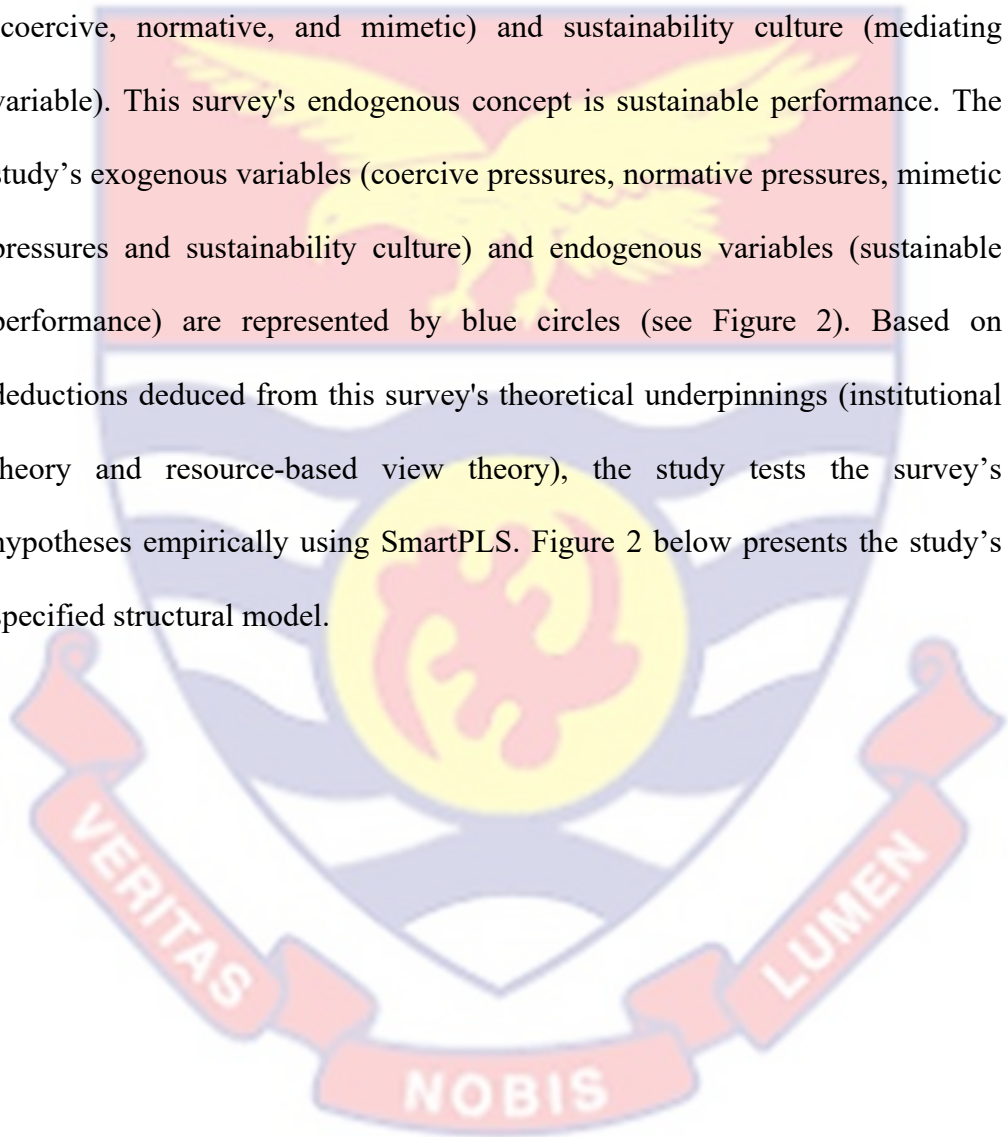 coercive, normative, and mimetic) and sustainability culture (mediating
variable). This survey's endogenous concept is sustainable performance. The
study's exogenous variables (coercive pressures, normative pressures, mimetic
pressures and sustainability culture) and endogenous variables (sustainable
performance) are represented by blue circles (see Figure 2). Based on
deductions deduced from this survey's theoretical underpinnings (institutional
theory and resource-based view theory), the study tests the survey's
hypotheses empirically using SmartPLS. Figure 2 below presents the study's
specified structural model.
VERITAS
NOBIS
LUMEN